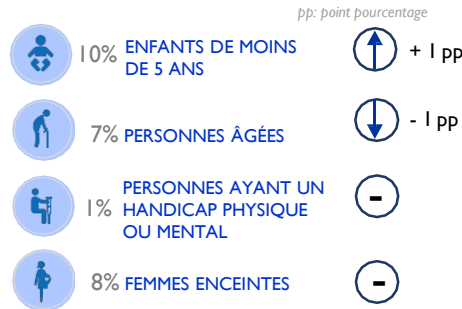 pp: point pourcentage
10% ENFANTS DE MOINS
DE 5 ANS
+ 1 pp
7% PERSONNES ÂGÉES
- 1 pp
PERSONNES AYANT UN
1% HANDICAP PHYSIQUE
OU MENTAL
-
8% FEMMES ENCEINTES
-